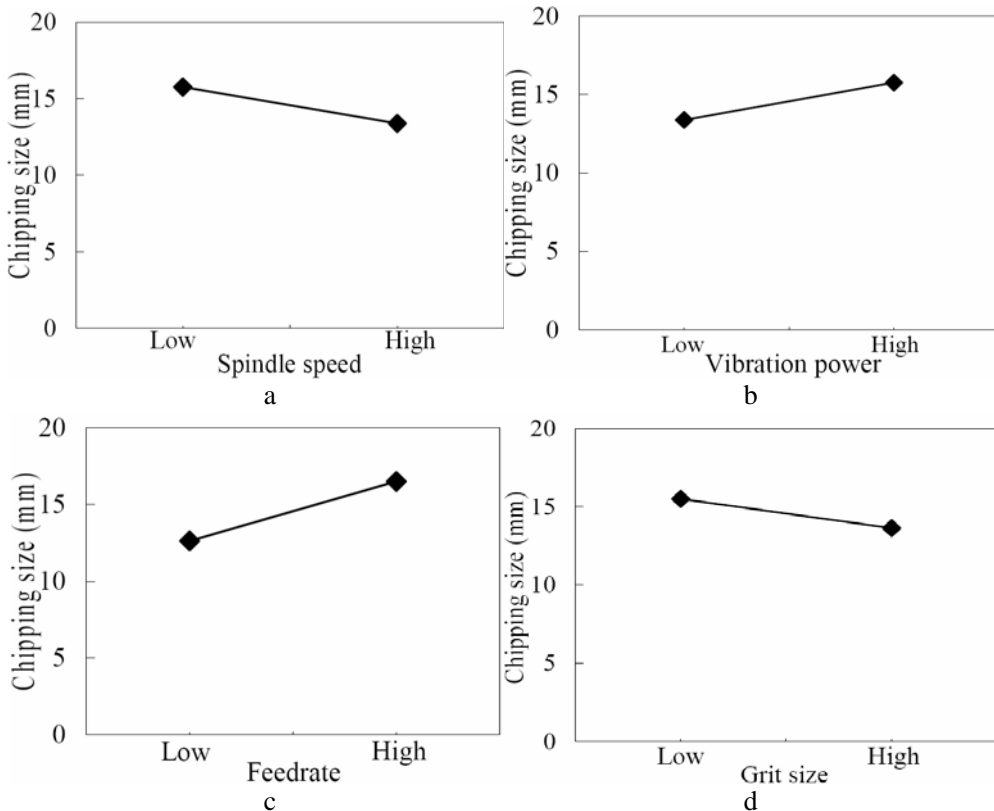 20
15
10
5
0
Chipping size (mm)
Low
High
Spindle speed
a
20
15
10
5
0
Chipping size (mm)
Low
High
Vibration power
b
20
15
10
5
0
Chipping size (mm)
Low
High
Feedrate
c
20
15
10
5
0
Chipping size (mm)
Low
High
Grit size
d